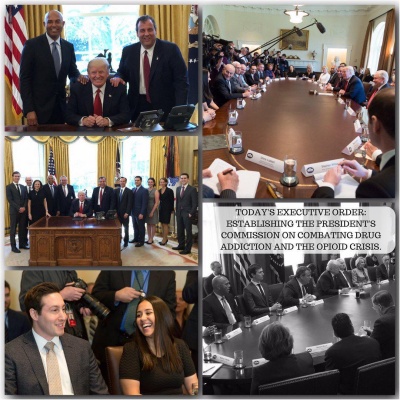 TODAY'S EXECUTIVE ORDER:
ESTABLISHING THE PRESIDENT'S
COMMISSION ON COMBATING DRUG
ADDICTION AND THE OPIOID CRISIS.